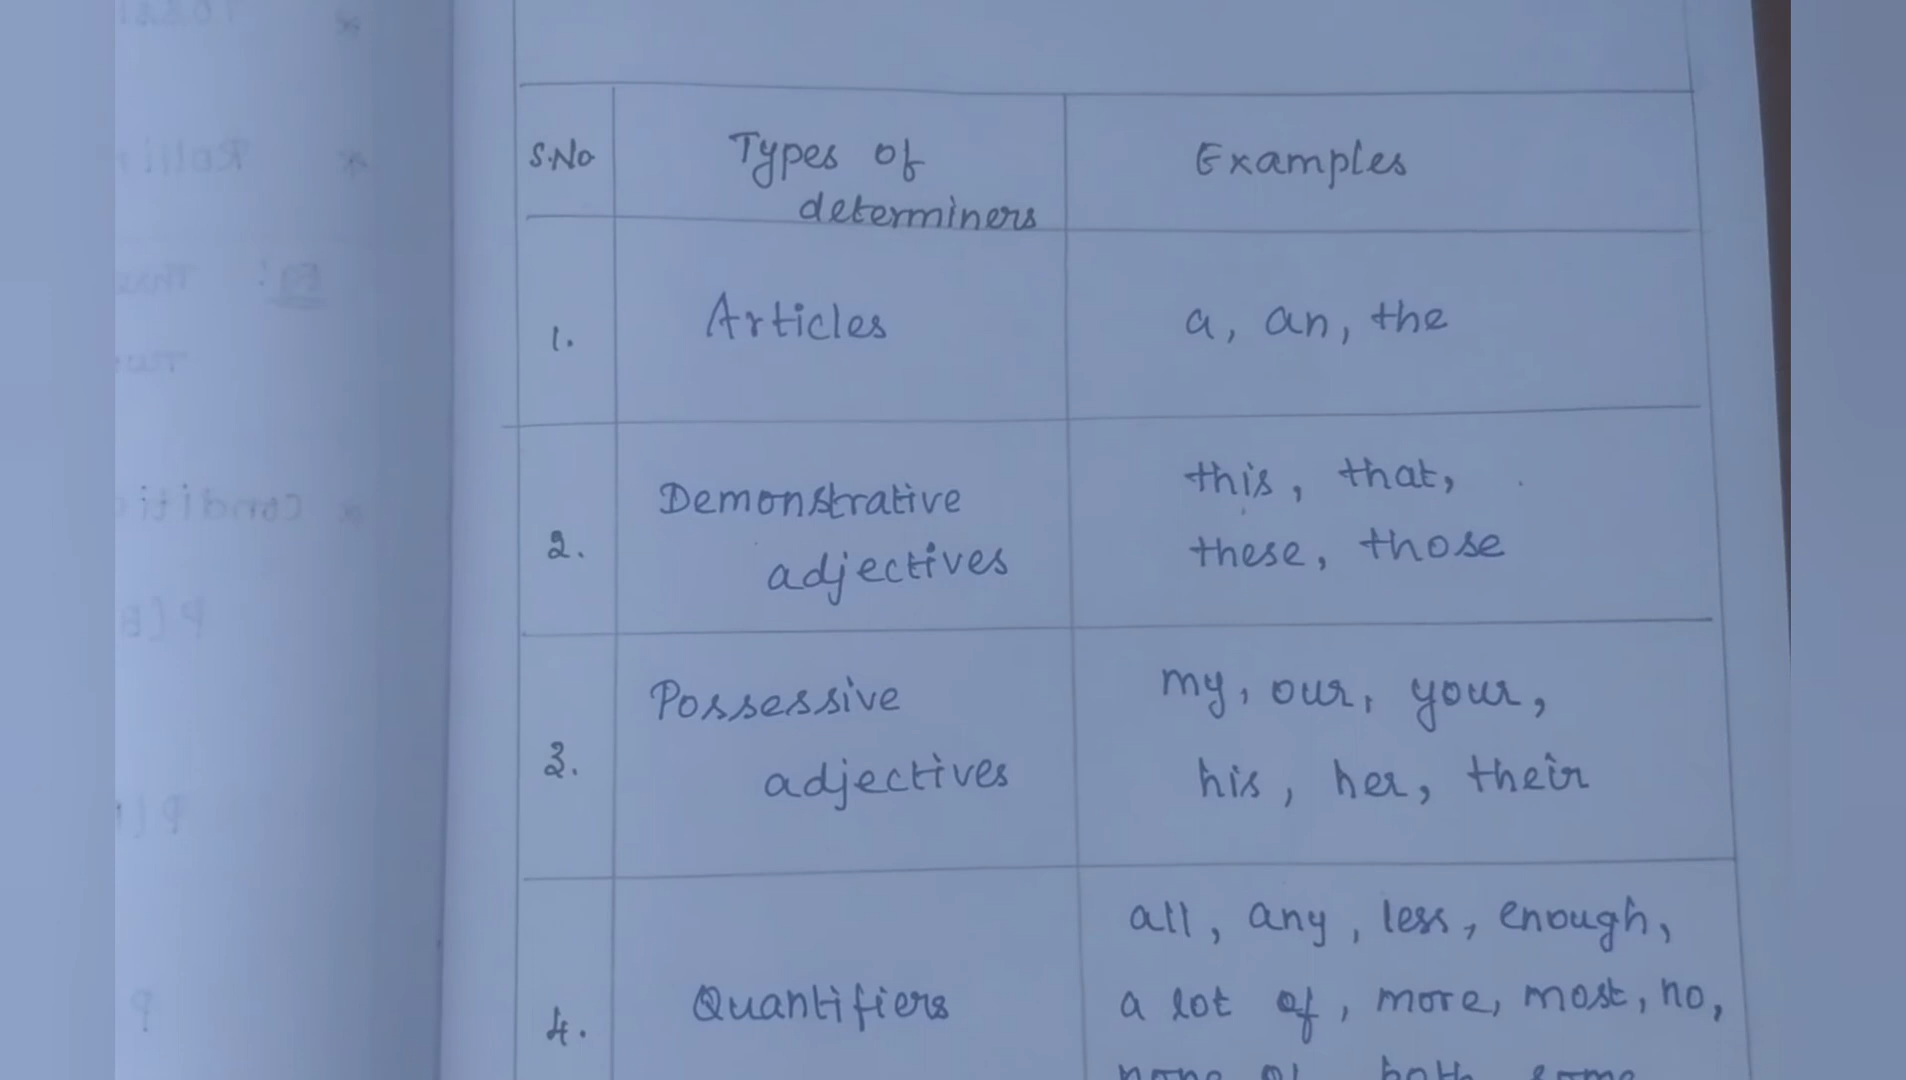 S.No Types of Examples
determiners
1. Articles a, an, the
Demonstrative this, that,
2. adjectives these, those
Possessive my, our, your,
3. adjectives his, her, their
all, any, less, enough,
4. Quantifiers a lot of, more, most, no,